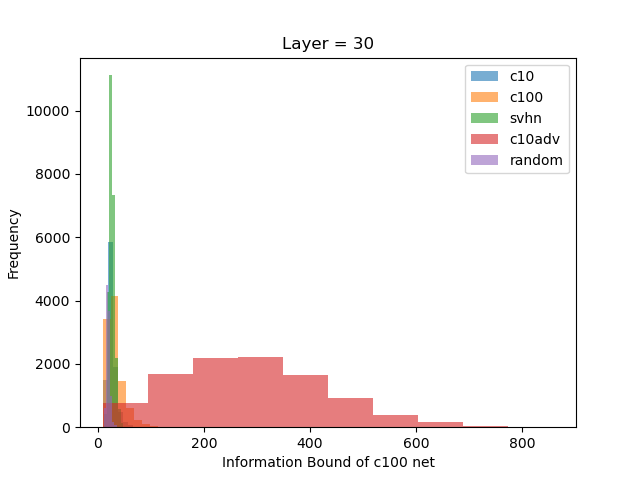 Layer = 30
c10
c100
svhn
c10adv
random
Frequency
10000
8000
6000
4000
2000
0
0 200 400 600 800
Information Bound of c100 net